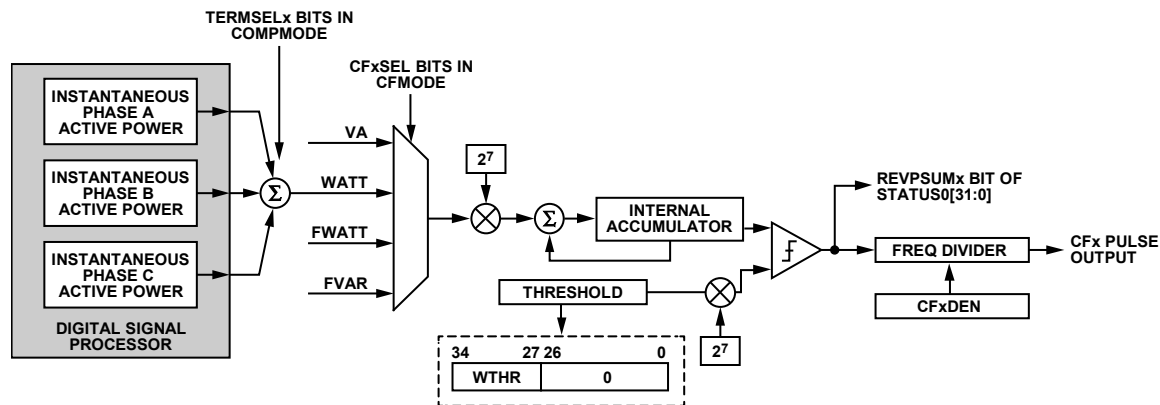 TERMSELx BITS IN
COMPMODE
CFxSEL BITS IN
CFMODE
INSTANTANEOUS
PHASE A
ACTIVE POWER
INSTANTANEOUS
PHASE B
ACTIVE POWER
INSTANTANEOUS
PHASE C
ACTIVE POWER
DIGITAL SIGNAL
PROCESSOR
Σ
VA
WATT
FWATT
FVAR
2⁷
Σ
INTERNAL
ACCUMULATOR
THRESHOLD
2⁷
34 27 26 0
WTHR 0
REVPSUMx BIT OF
STATUS0[31:0]
FREQ DIVIDER
CFx PULSE
OUTPUT
CFxDEN